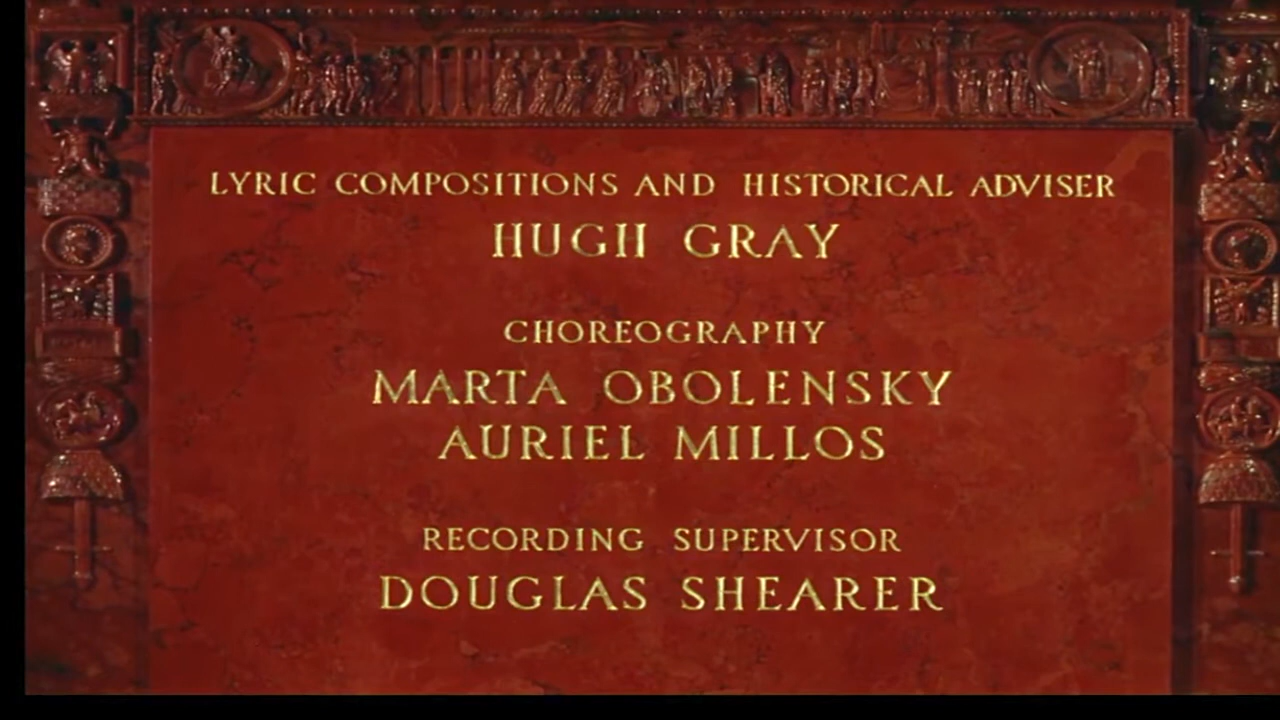 LYRIC COMPOSITIONS AND HISTORICAL ADVISER
HUGH GRAY
CHOREOGRAPHY
MARTA OBOLENSKY
AURIEL MILLOS
RECORDING SUPERVISOR
DOUGLAS SHEARER